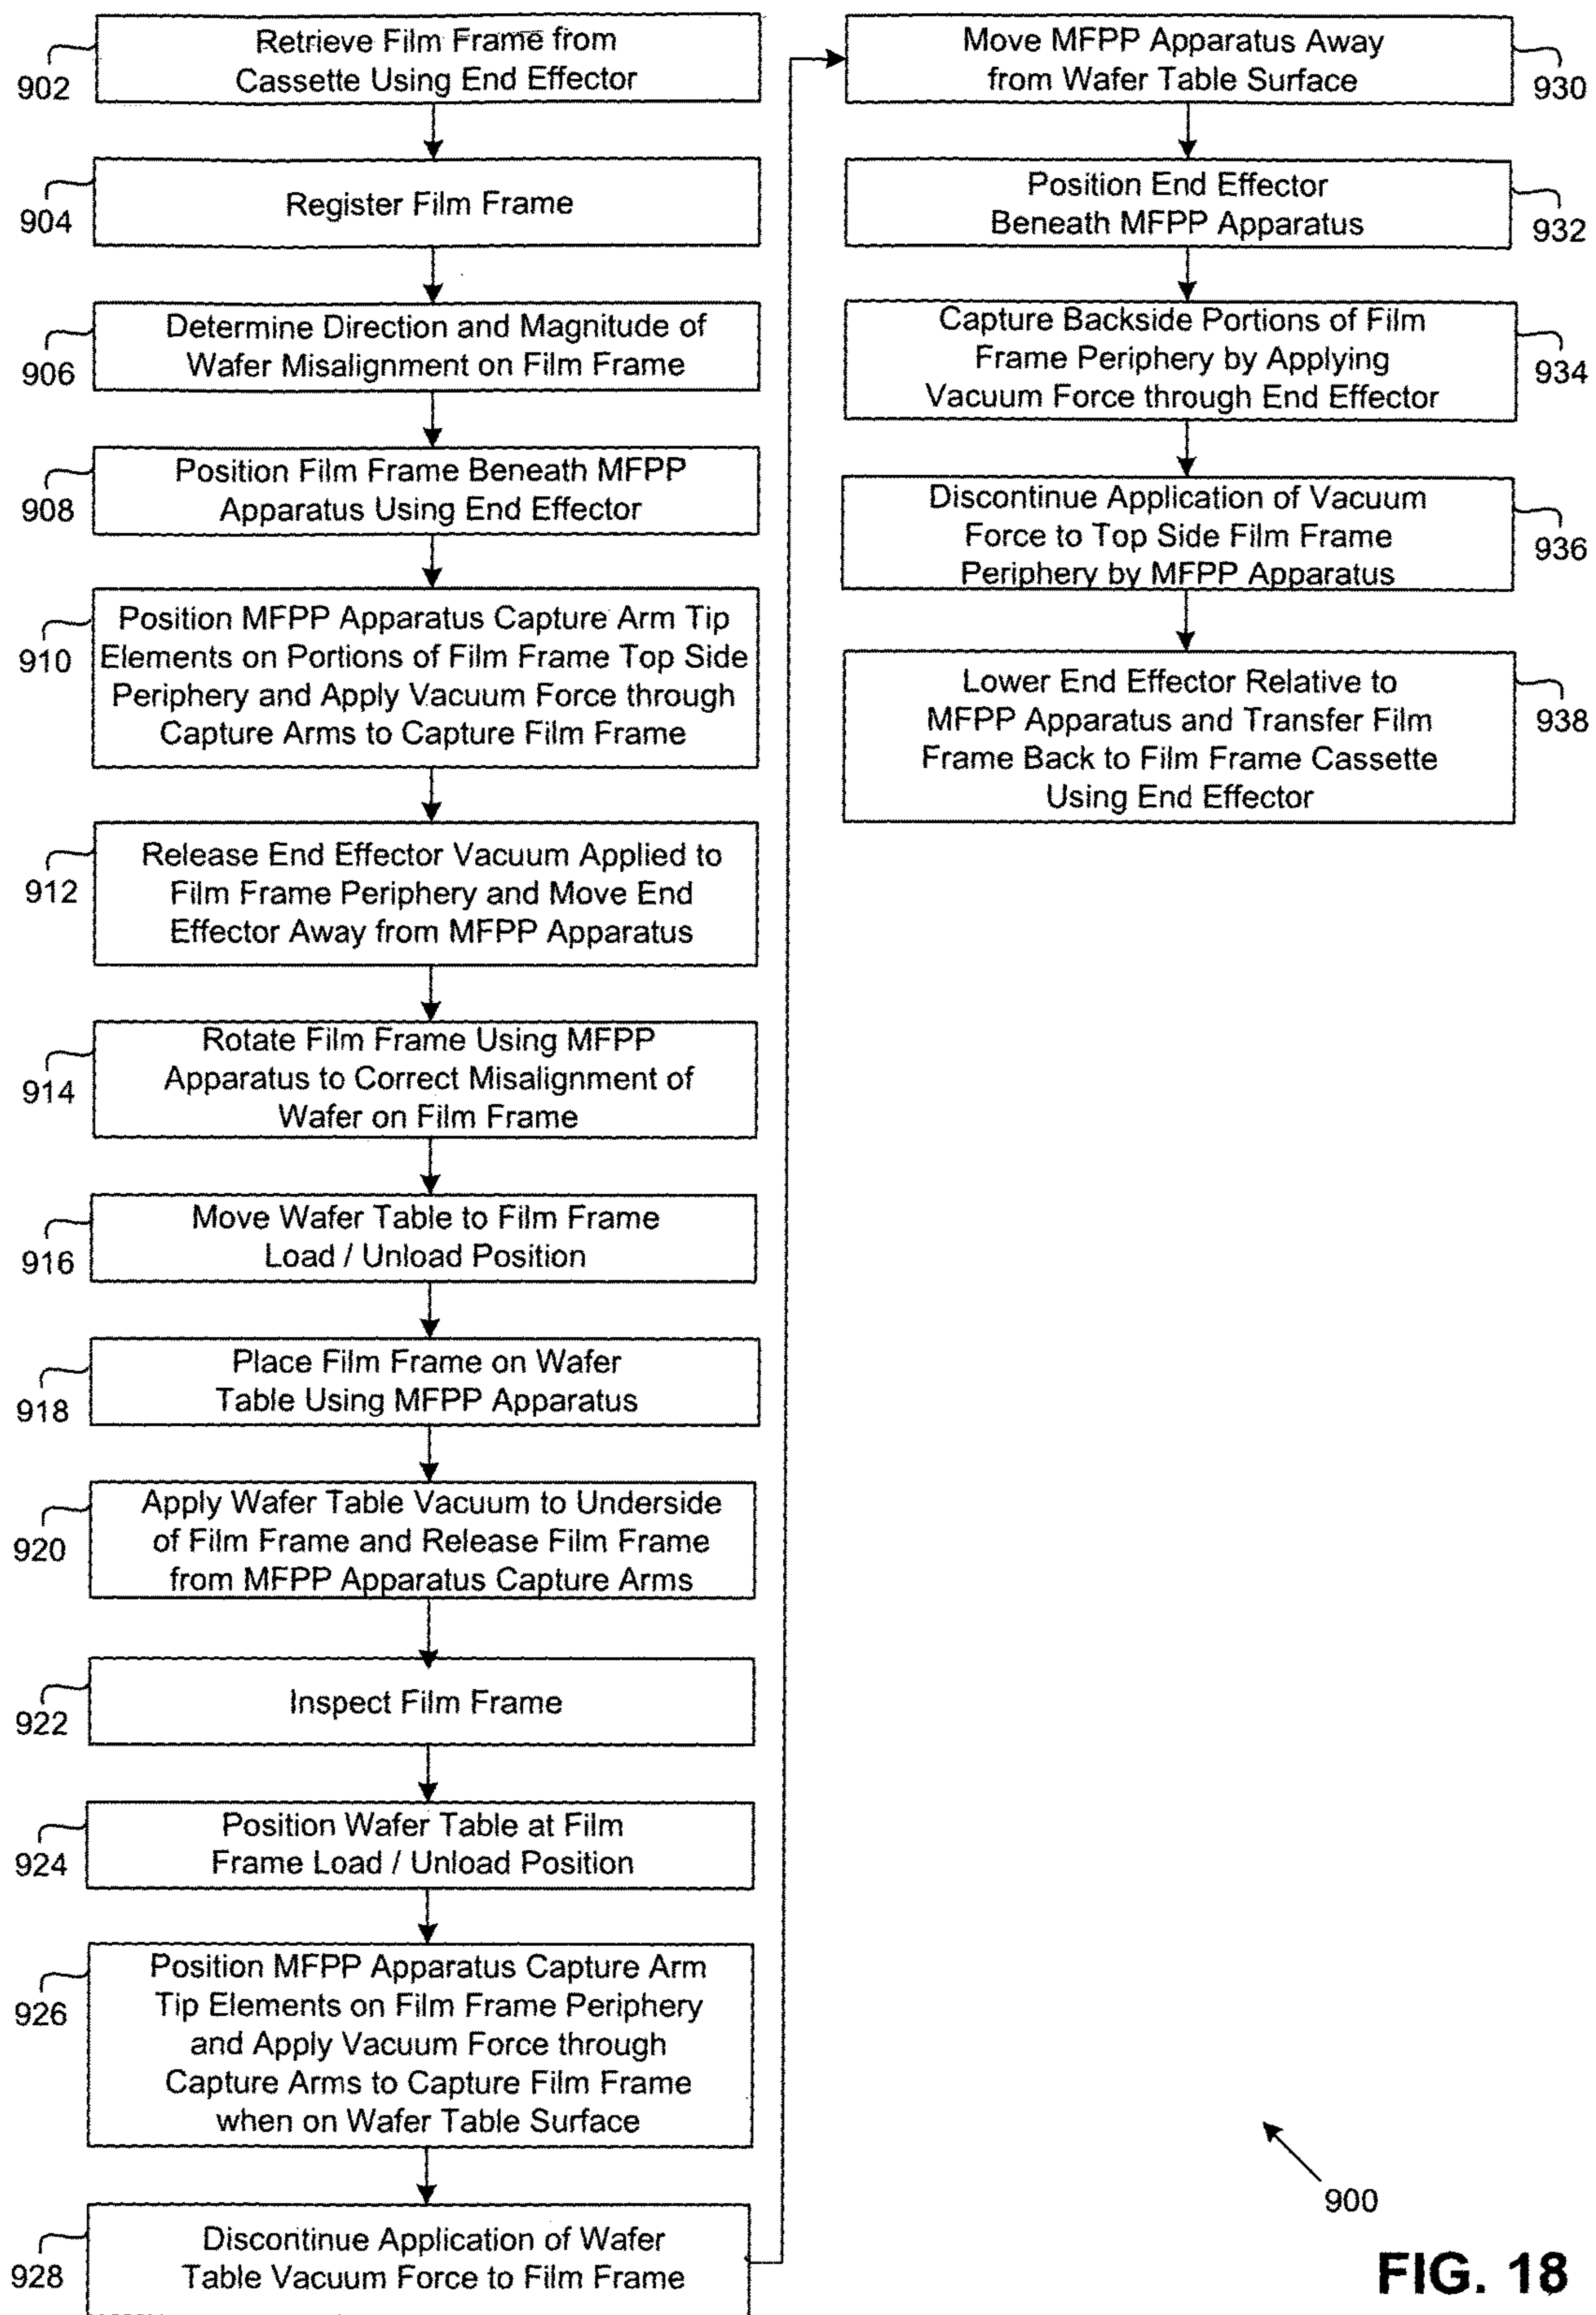 902
Retrieve Film Frame from
Cassette Using End Effector
904
Register Film Frame
906
Determine Direction and Magnitude of
Wafer Misalignment on Film Frame
908
Position Film Frame Beneath MFPP
Apparatus Using End Effector
910
Position MFPP Apparatus Capture Arm Tip
Elements on Portions of Film Frame Top Side
Periphery and Apply Vacuum Force through
Capture Arms to Capture Film Frame
912
Release End Effector Vacuum Applied to
Film Frame Periphery and Move End
Effector Away from MFPP Apparatus
914
Rotate Film Frame Using MFPP
Apparatus to Correct Misalignment of
Wafer on Film Frame
916
Move Wafer Table to Film Frame
Load / Unload Position
918
Place Film Frame on Wafer
Table Using MFPP Apparatus
920
Apply Wafer Table Vacuum to Underside
of Film Frame and Release Film Frame
from MFPP Apparatus Capture Arms
922
Inspect Film Frame
924
Position Wafer Table at Film
Frame Load / Unload Position
926
Position MFPP Apparatus Capture Arm
Tip Elements on Film Frame Periphery
and Apply Vacuum Force through
Capture Arms to Capture Film Frame
when on Wafer Table Surface
928
Discontinue Application of Wafer
Table Vacuum Force to Film Frame
Move MFPP Apparatus Away
from Wafer Table Surface
930
Position End Effector
Beneath MFPP Apparatus
932
Capture Backside Portions of Film
Frame Periphery by Applying
Vacuum Force through End Effector
934
Discontinue Application of Vacuum
Force to Top Side Film Frame
Periphery by MFPP Apparatus
936
Lower End Effector Relative to
MFPP Apparatus and Transfer Film
Frame Back to Film Frame Cassette
Using End Effector
938
900
FIG. 18